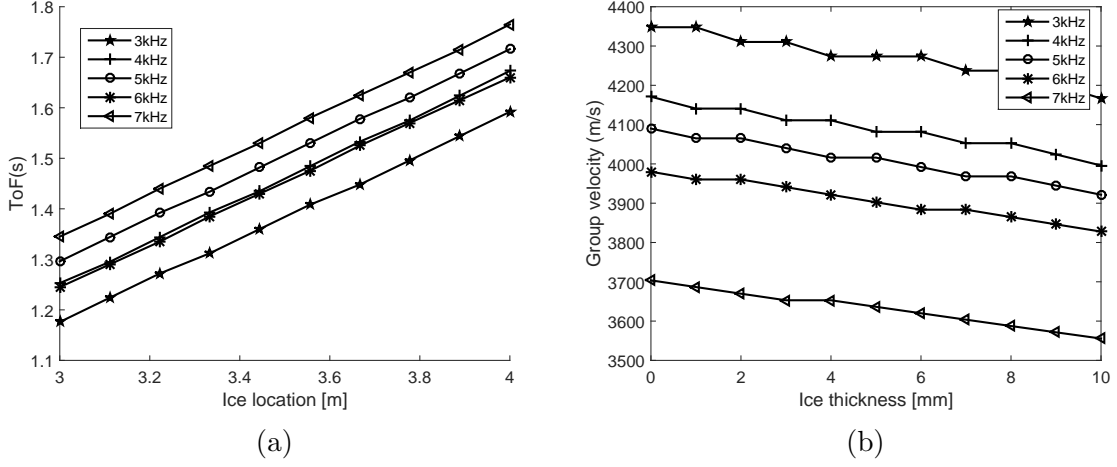 1.8
1.7
1.6
1.5
1.4
1.3
1.2
1.1
ToF(s)
3kHz
4kHz
5kHz
6kHz
7kHz
3 3.2 3.4 3.6 3.8 4
Ice location [m]
(a)
4400
4300
4200
4100
4000
3900
3800
3700
3600
3500
Group velocity (m/s)
3kHz
4kHz
5kHz
6kHz
7kHz
0 2 4 6 8 10
Ice thickness [mm]
(b)